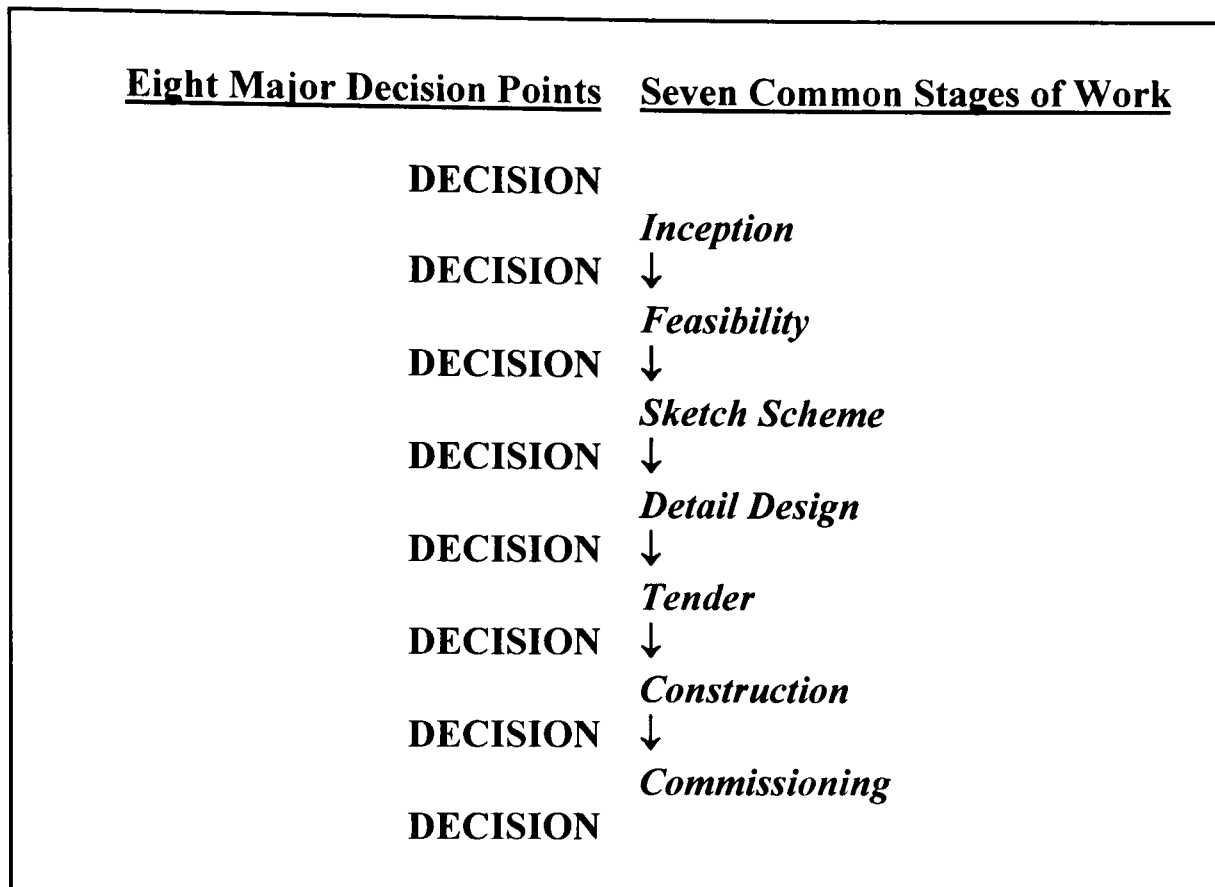 Eight Major Decision Points Seven Common Stages of Work
DECISION
Inception
DECISION ↓
Feasibility
DECISION ↓
Sketch Scheme
DECISION ↓
Detail Design
DECISION ↓
Tender
DECISION ↓
Construction
DECISION ↓
Commissioning
DECISION